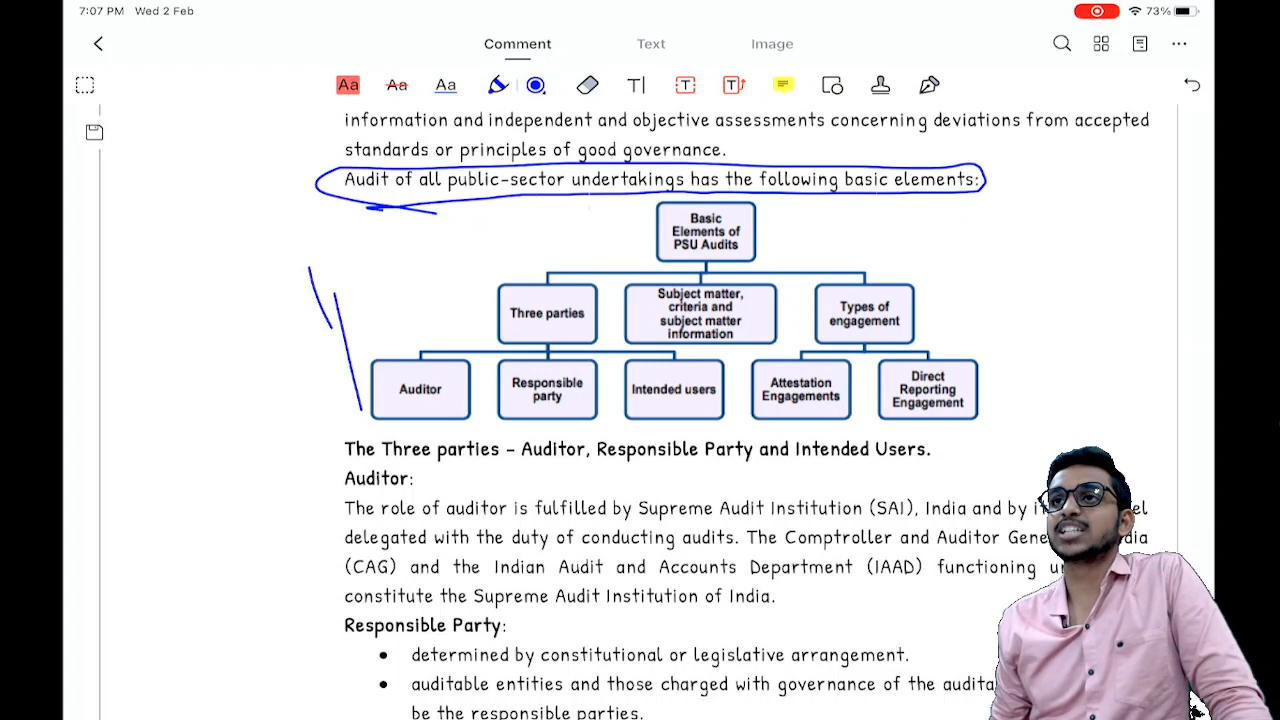 7:07 PM Wed 2 Feb
73%
Comment Text Image
Aa Aa Aa T T T
information and independent and objective assessments concerning deviations from accepted
standards or principles of good governance.
Audit of all public-sector undertakings has the following basic elements:
Basic
Elements of
PSU Audits
Three parties
Subject matter,
criteria and
subject matter
information
Types of
engagement
Auditor
Responsible
party
Intended users
Attestation
Engagements
Direct
Reporting
Engagement
The Three parties – Auditor, Responsible Party and Intended Users.
Auditor:
The role of auditor is fulfilled by Supreme Audit Institution (SAI), India and by
delegated with the duty of conducting audits. The Comptroller and Auditor
(CAG) and the Indian Audit and Accounts Department (IAAD) functioning
constitute the Supreme Audit Institution of India.
Responsible Party:
• determined by constitutional or legislative arrangement.
• auditable entities and those charged with governance of the
be the responsible parties.